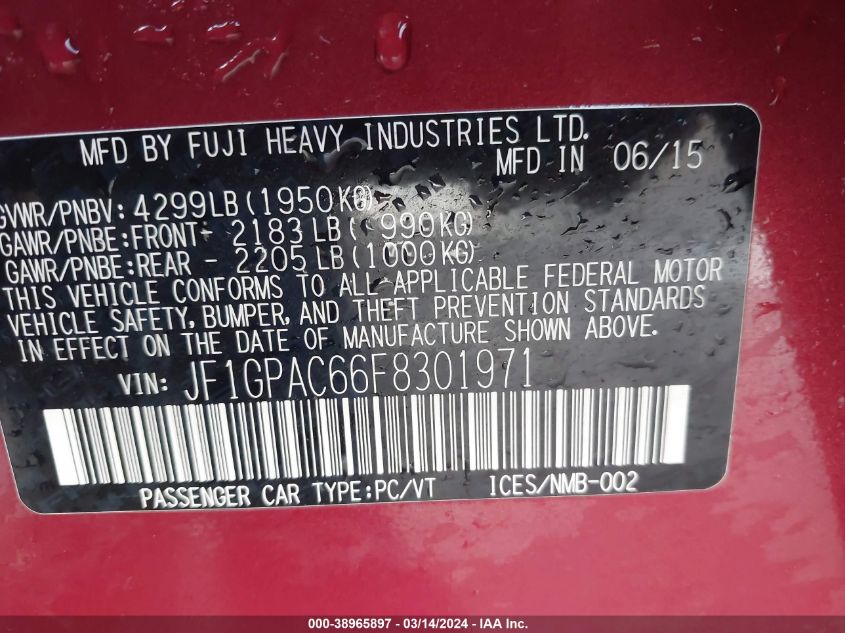 MFD BY FUJI HEAVY INDUSTRIES LTD.
MFD IN 06/15
GVWR/PNBV: 4299LB (1950KG)
GAWR/PNBE:FRONT- 2183LB ( 990KG)
GAWR/PNBE:REAR - 2205LB (1000KG)
THIS VEHICLE CONFORMS TO ALL APPLICABLE FEDERAL MOTOR
VEHICLE SAFETY, BUMPER, AND THEFT PREVENTION STANDARDS
IN EFFECT ON THE DATE OF MANUFACTURE SHOWN ABOVE.
VIN: JF1GPAC66F8301971
PASSENGER CAR TYPE:PC/VT ICES/NMB-002
000-38965897 - 03/14/2024 - IAA Inc.